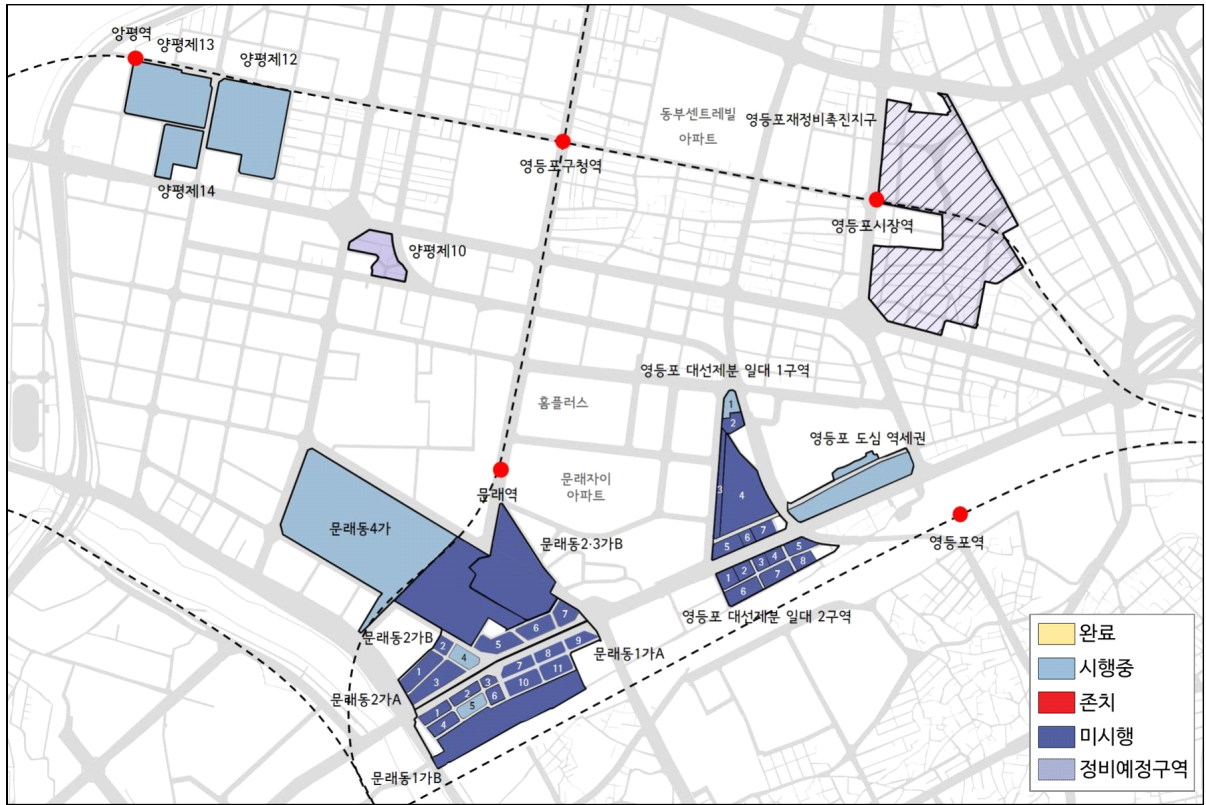 앙평역
양평제13
양평제12
동부센트레빌
아파트
영등포재정비촉진지구
영등포구청역
양평제14
영등포시장역
양평제10
영등포 대선제분 일대 1구역
홈플러스
1
2
영등포 도심 역세권
문래역
문래자이
아파트
3
4
문래동4가
문래동2·3가B
5
6
7
영등포역
1
2
3
4
5
6
7
8
영등포 대선제분 일대 2구역
문래동2가B
1
2
3
4
5
6
7
문래동1가A
문래동2가A
1
2
3
4
5
6
7
8
9
10
11
문래동1가B
완료
시행중
존치
미시행
정비예정구역